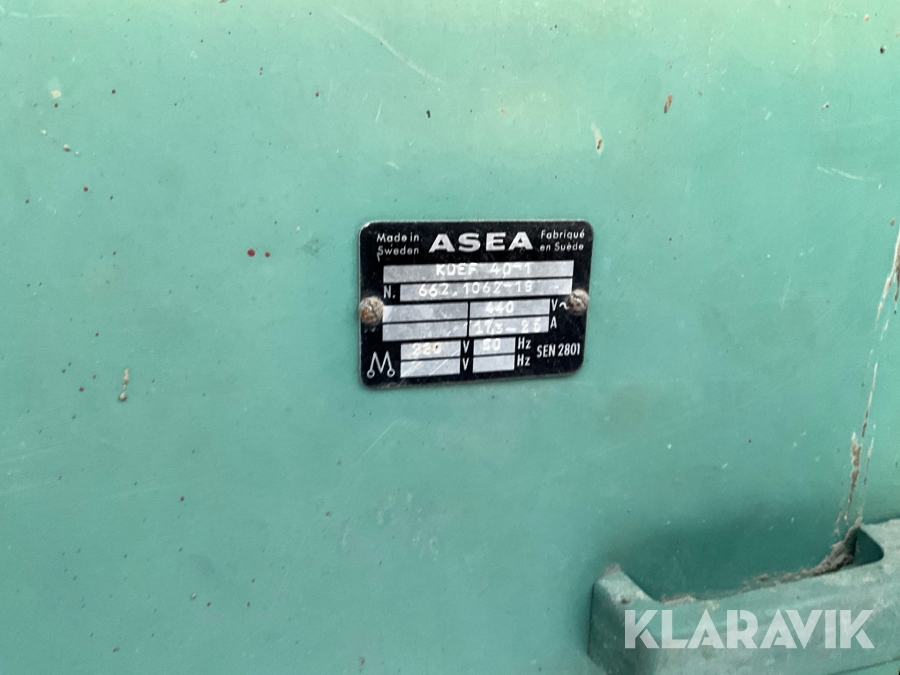 Made in Sweden ASEA Fabriqué en Suède
KUEF 40-1
N. 662.1062-19
440 V~
A
220 V 50 Hz SEN 2801
V Hz
KLARAVIK